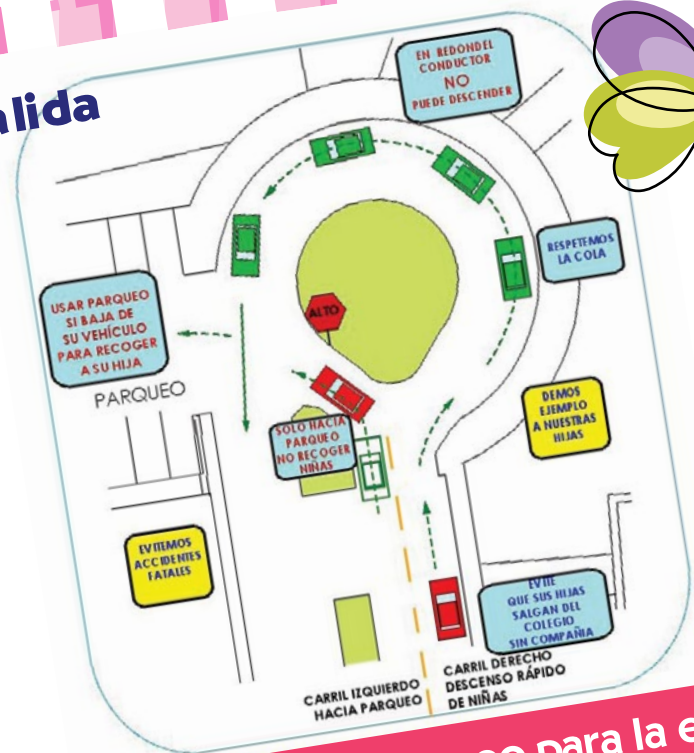 EN REDONDEL
CONDUCTOR
NO
PUEDE DESCENDER
RESPETEMOS
LA COLA
USAR PARQUEO
SI BAJA DE
SU VEHÍCULO
PARA RECOGER
A SU HIJA
PARQUEO
ALTO
SOLO HACIA
PARQUEO
NO RECOGER
NIÑAS
DEMOS
EJEMPLO
A NUESTRAS
HIJAS
EVITEMOS
ACCIDENTES
FATALES
EVITE
QUE SUS HIJAS
SALGAN DEL
COLEGIO
SIN COMPAÑIA
CARRIL IZQUIERDO
HACIA PARQUEO
CARRIL DERECHO
DESCENSO RÁPIDO
DE NIÑAS
para la